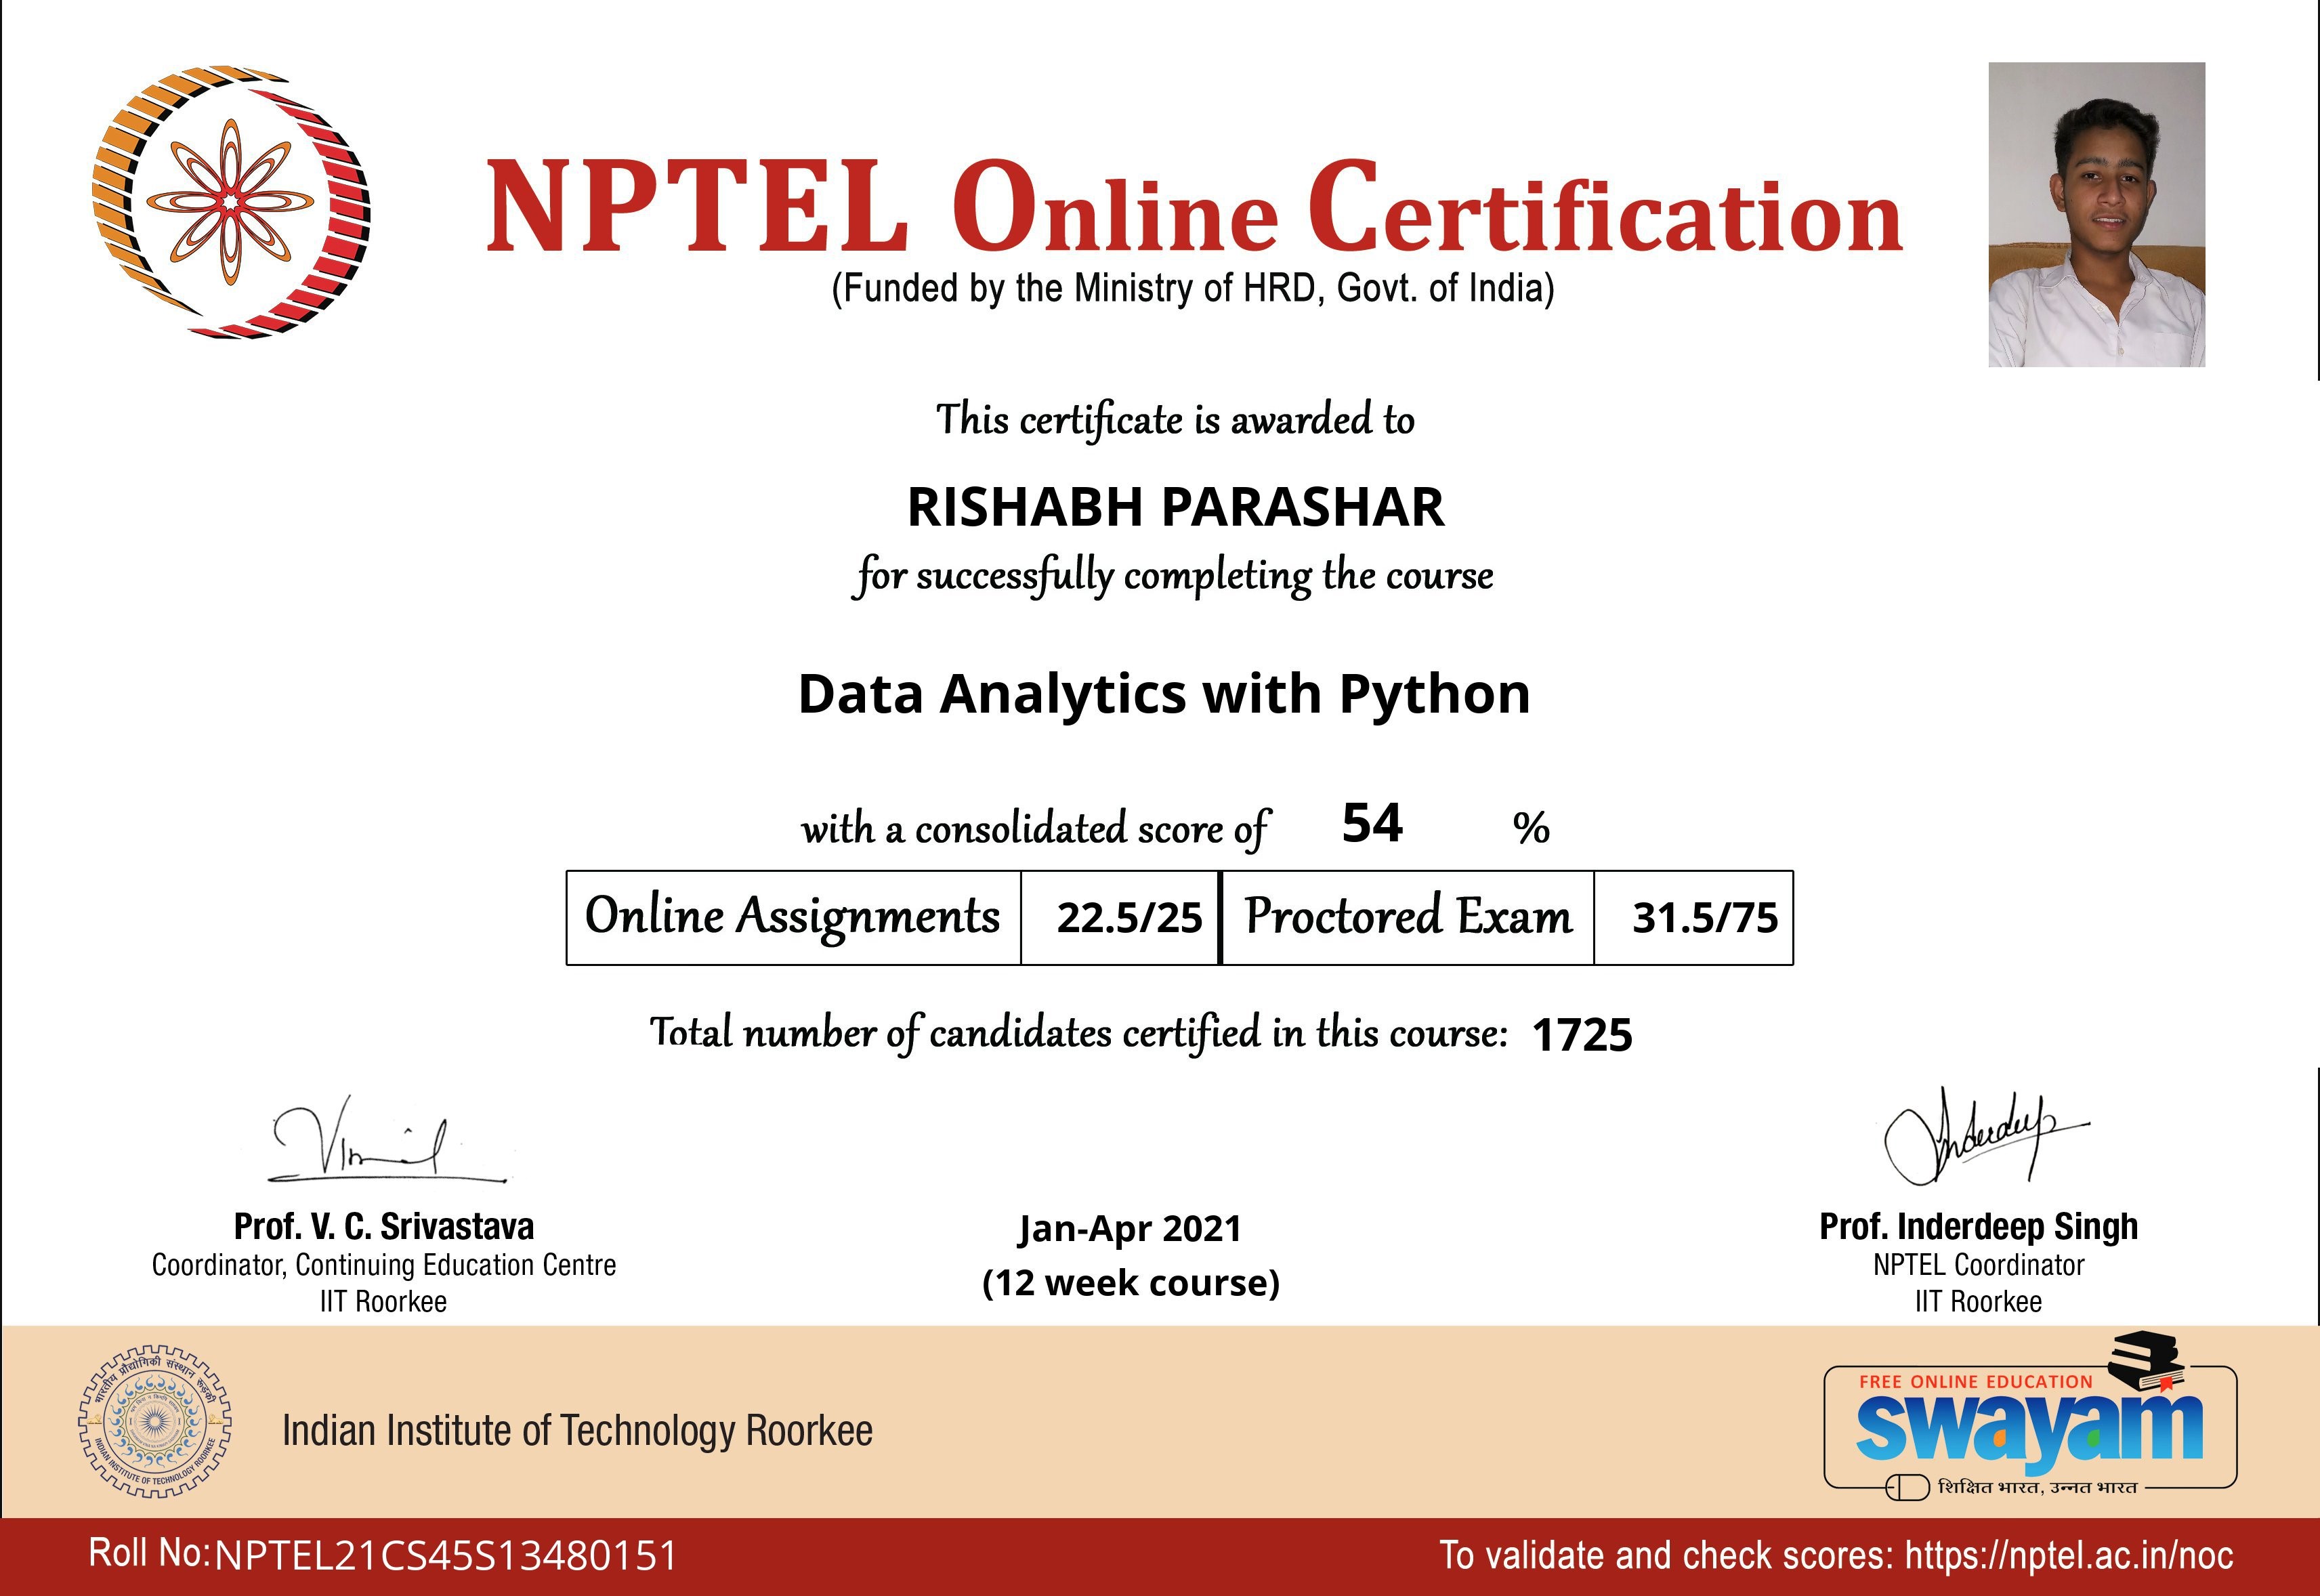 NPTEL Online Certification
(Funded by the Ministry of HRD, Govt. of India)
This certificate is awarded to
RISHABH PARASHAR
for successfully completing the course
Data Analytics with Python
with a consolidated score of 54 %
Online Assignments 22.5/25 Proctored Exam 31.5/75
Total number of candidates certified in this course: 1725
Prof. V. C. Srivastava
Coordinator, Continuing Education Centre
IIT Roorkee
Jan-Apr 2021
(12 week course)
Inderdeep
Prof. Inderdeep Singh
NPTEL Coordinator
IIT Roorkee
भारतीय प्रौद्योगिकी संस्थान रुड़की
INDIAN INSTITUTE OF TECHNOLOGY ROORKEE
Indian Institute of Technology Roorkee
FREE ONLINE EDUCATION
swayam
शिक्षित भारत, उन्नत भारत
Roll No: NPTEL21CS45S13480151
To validate and check scores: https://nptel.ac.in/noc